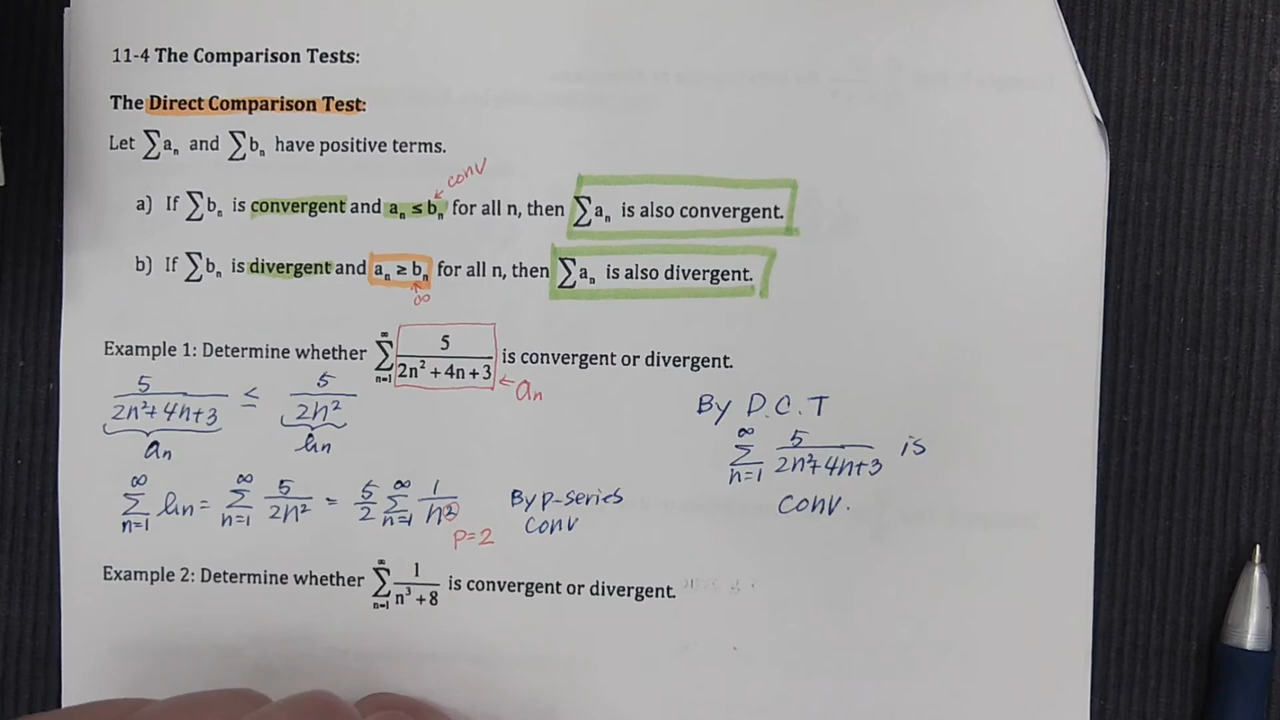 11-4 The Comparison Tests:
The Direct Comparison Test:
Let ∑aₙ and ∑bₙ have positive terms.
conv
a) If ∑bₙ is convergent and aₙ ≤ bₙ for all n, then ∑aₙ is also convergent.
b) If ∑bₙ is divergent and aₙ ≥ bₙ for all n, then ∑aₙ is also divergent.
∞
Example 1: Determine whether ∑_{n=1}^{∞} 5/(2n² + 4n + 3) is convergent or divergent.
← aₙ
5/(2n²+4n+3) ≤ 5/(2n²)
aₙ bn
∑_{n=1}^{∞} bn = ∑_{n=1}^{∞} 5/(2n²) = 5/2 ∑_{n=1}^{∞} 1/n² By p-series
conv
p=2
By D.C.T
∑_{n=1}^{∞} 5/(2n²+4n+3) is
conv.
Example 2: Determine whether ∑_{n=1}^{∞} 1/(n³ + 8) is convergent or divergent.